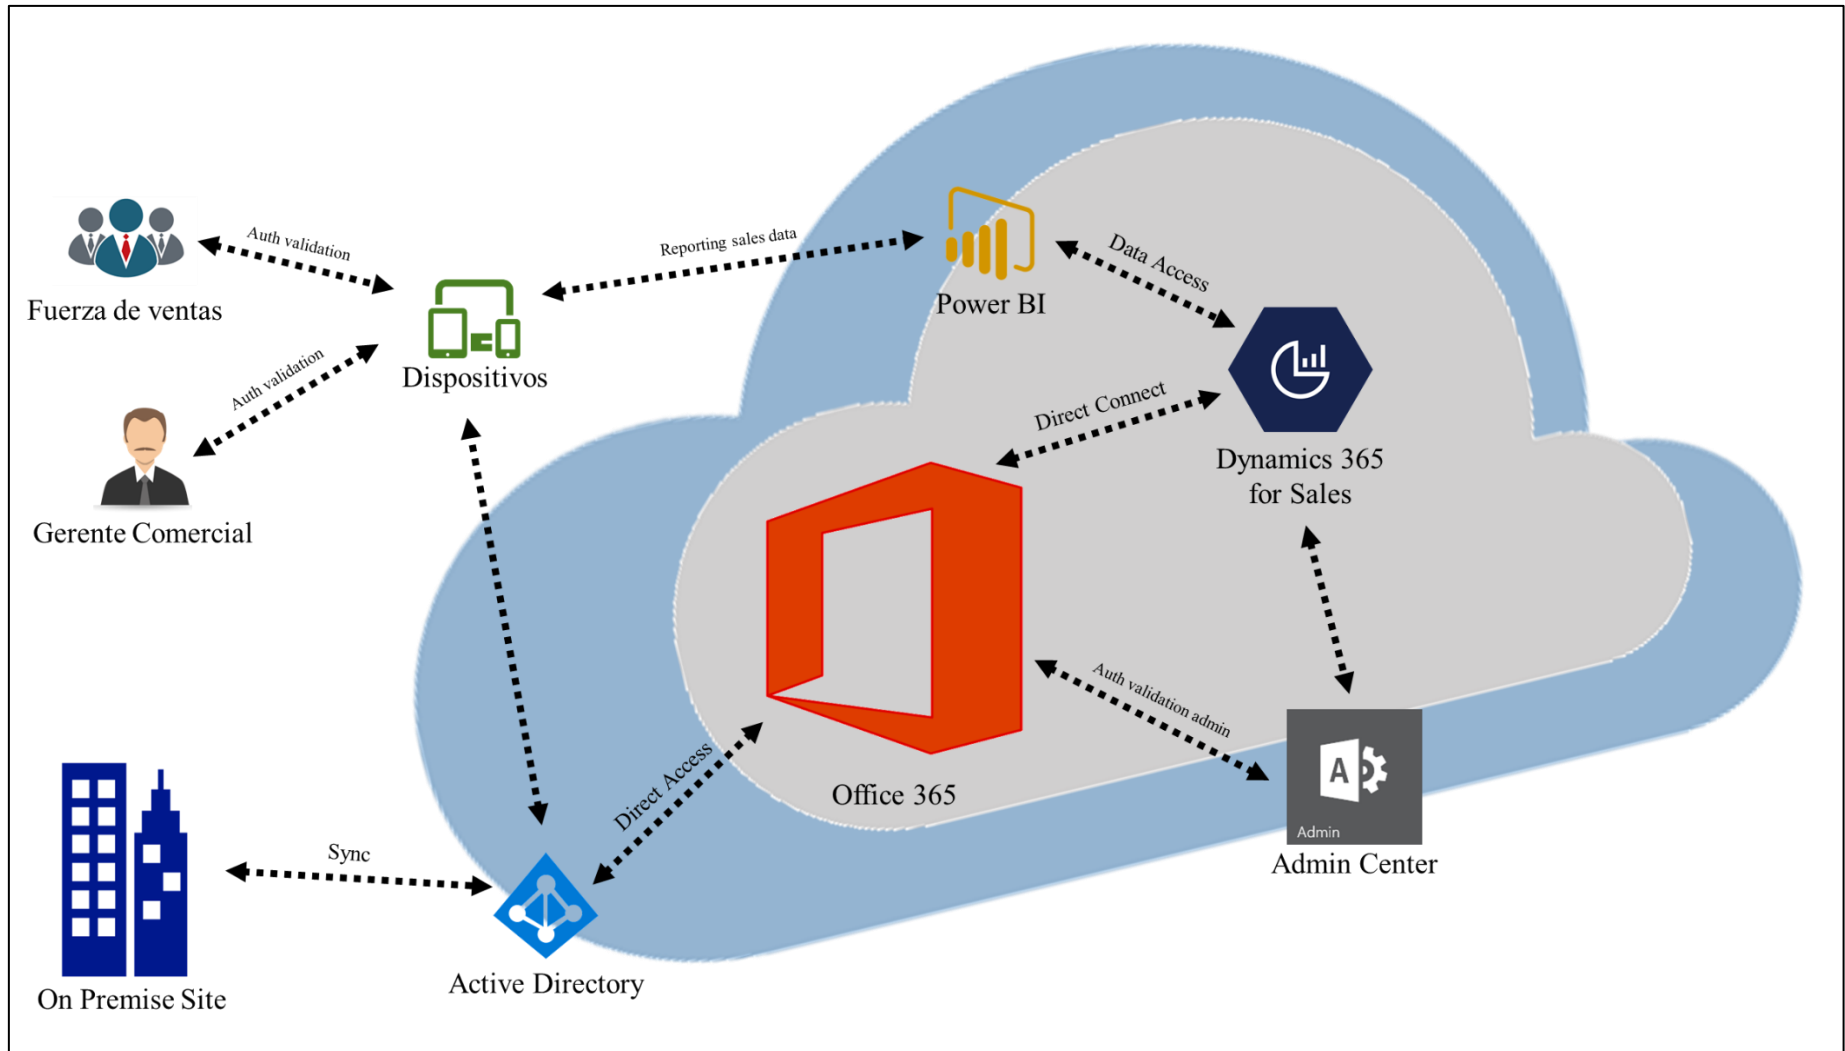 Auth validation
Fuerza de ventas
Auth validation
Gerente Comercial
Dispositivos
Reporting sales data
Power BI
Data Access
Direct Connect
Dynamics 365
for Sales
Office 365
Auth validation admin
Admin
Admin Center
Direct Access
Sync
Active Directory
On Premise Site
A